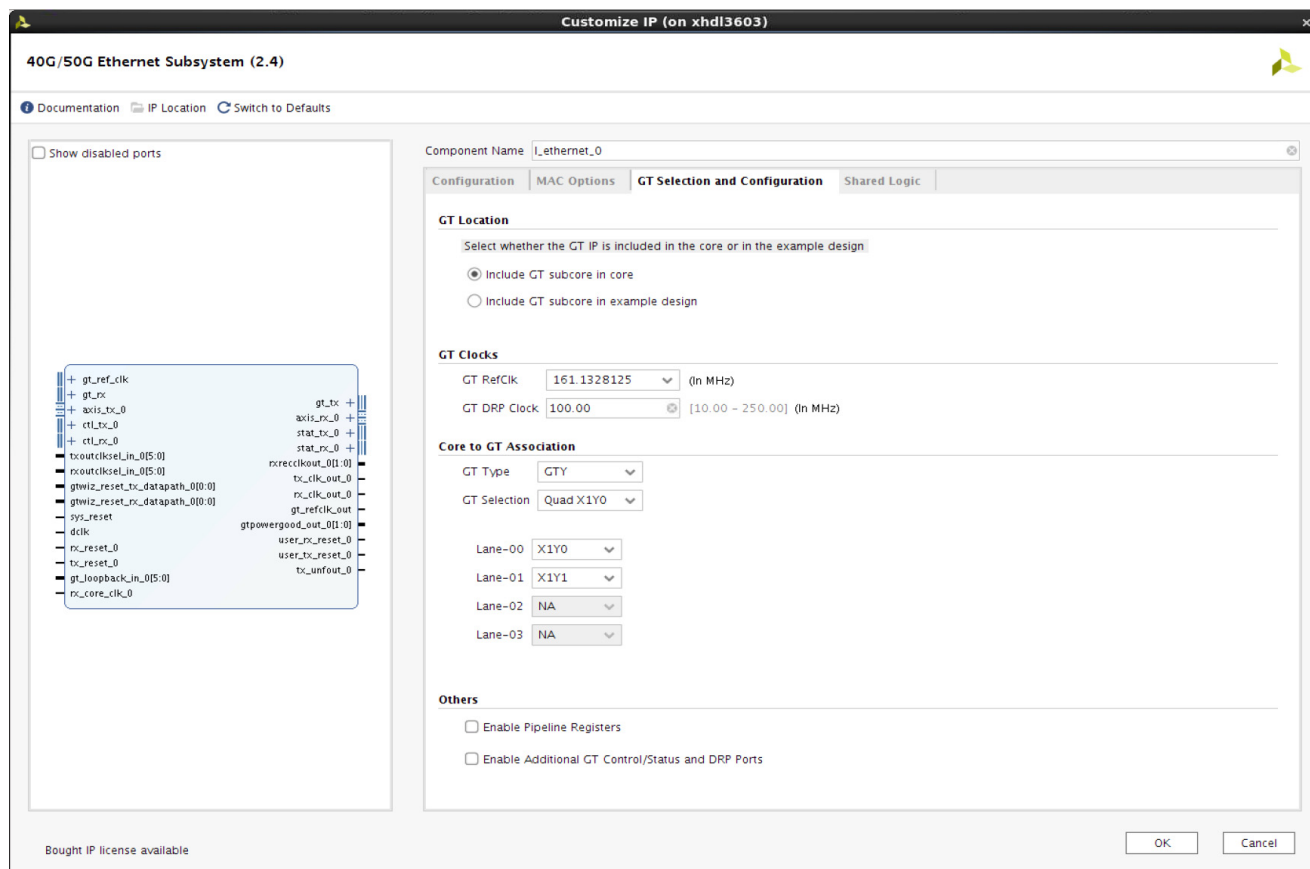 Customize IP (on xhdl3603)
40G/50G Ethernet Subsystem (2.4)
Documentation IP Location Switch to Defaults
Show disabled ports
gt_ref_clk
gt_rx
axis_tx_0
ctl_tx_0
ctl_rx_0
txoutclksel_in_0[5:0]
rxoutclksel_in_0[5:0]
gtwiz_reset_tx_datapath_0[0:0]
gtwiz_reset_rx_datapath_0[0:0]
sys_reset
dclk
rx_reset_0
tx_reset_0
gt_loopback_in_0[5:0]
rx_core_clk_0
gt_tx
axis_rx_0
stat_tx_0
stat_rx_0
rxrecclkout_0[1:0]
tx_clk_out_0
rx_clk_out_0
gt_refclk_out
gtpowergood_out_0[1:0]
user_rx_reset_0
user_tx_reset_0
tx_unfout_0
Component Name l_ethernet_0
Configuration MAC Options GT Selection and Configuration Shared Logic
GT Location
Select whether the GT IP is included in the core or in the example design
Include GT subcore in core
Include GT subcore in example design
GT Clocks
GT RefClk 161.1328125 (In MHz)
GT DRP Clock 100.00 [10.00 - 250.00] (In MHz)
Core to GT Association
GT Type GTY
GT Selection Quad X1Y0
Lane-00 X1Y0
Lane-01 X1Y1
Lane-02 NA
Lane-03 NA
Others
Enable Pipeline Registers
Enable Additional GT Control/Status and DRP Ports
Bought IP license available
OK Cancel